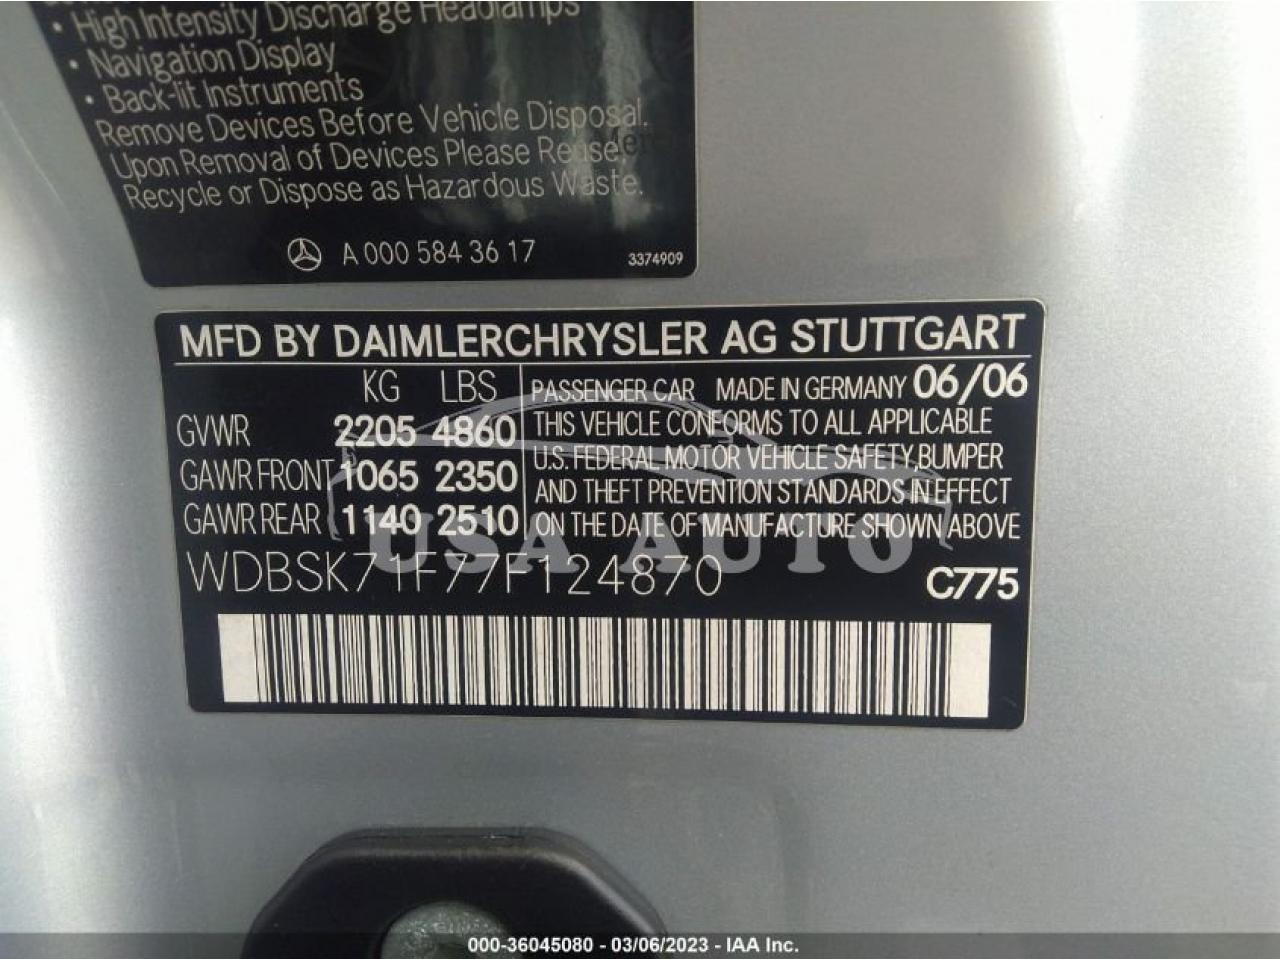 • High Intensity Discharge Headlamps
• Navigation Display
• Back-lit Instruments
Remove Devices Before Vehicle Disposal.
Upon Removal of Devices Please Reuse,
Recycle or Dispose as Hazardous Waste.
A 000 584 36 17
3374909
MFD BY DAIMLERCHRYSLER AG STUTTGART
KG LBS
GVWR 2205 4860
GAWR FRONT 1065 2350
GAWR REAR 1140 2510
PASSENGER CAR MADE IN GERMANY 06/06
THIS VEHICLE CONFORMS TO ALL APPLICABLE
U.S. FEDERAL MOTOR VEHICLE SAFETY, BUMPER
AND THEFT PREVENTION STANDARDS IN EFFECT
ON THE DATE OF MANUFACTURE SHOWN ABOVE
USA AUTO
WDBSK71F77F124870
C775
000-36045080 - 03/06/2023 - IAA Inc.